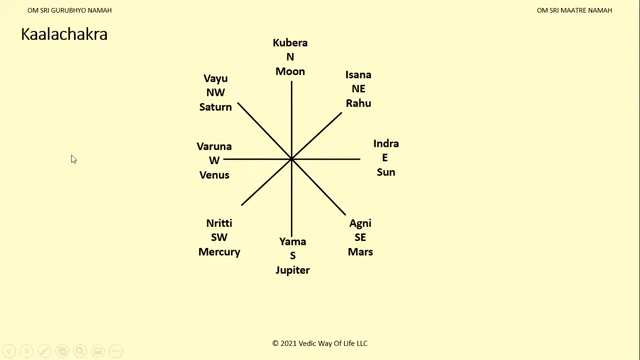 OM SRI GURUBHYO NAMAH
OM SRI MAATRE NAMAH
Kaalachakra
Kubera
N
Moon
Isana
NE
Rahu
Vayu
NW
Saturn
Indra
E
Sun
Varuna
W
Venus
Nritti
SW
Mercury
Yama
S
Jupiter
Agni
SE
Mars
© 2021 Vedic Way Of Life LLC